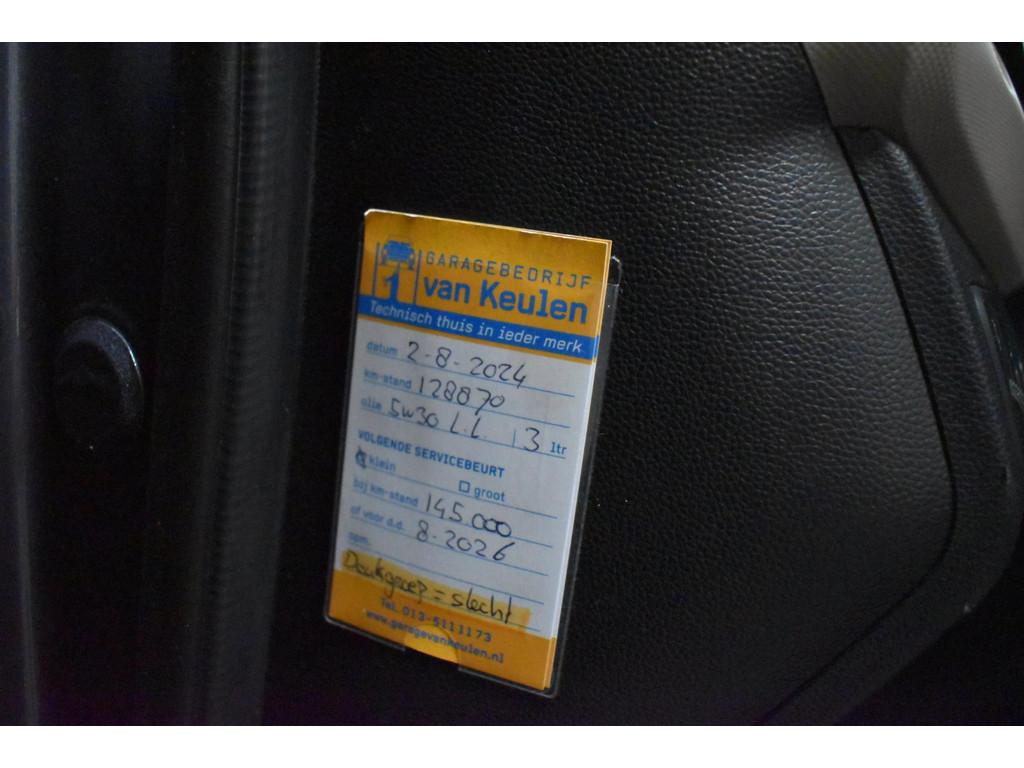 1
GARAGEBEDRIJF
van Keulen
Technisch thuis in ieder merk
datum 2-8-2024
km-stand 128870
olie 5W30 L.L. 3 ltr
VOLGENDE SERVICEBEURT
klein groot
bij km-stand 145.000
of voor d.d. 8-2026
opm.
= slecht
Tel. 013-5111173
www.garagevankeulen.nl